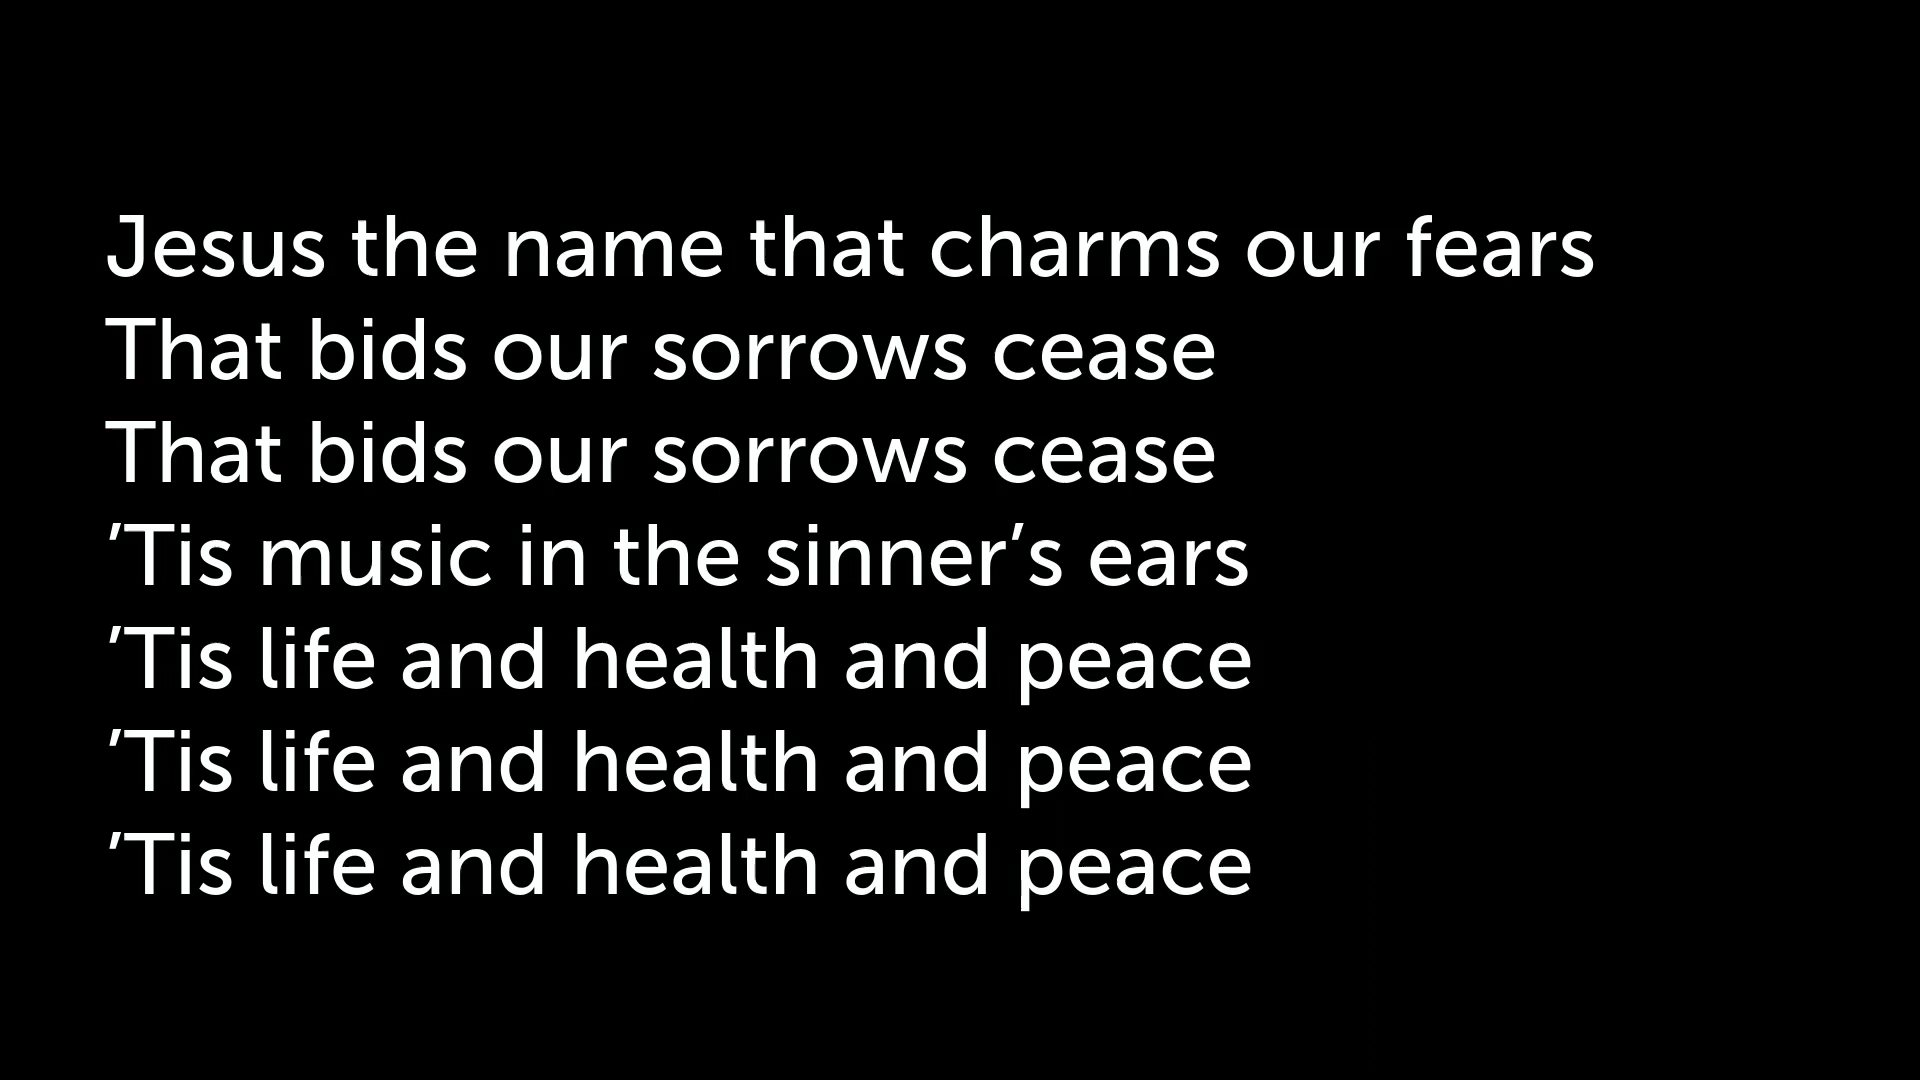 Jesus the name that charms our fears
That bids our sorrows cease
That bids our sorrows cease
’Tis music in the sinner’s ears
’Tis life and health and peace
’Tis life and health and peace
’Tis life and health and peace